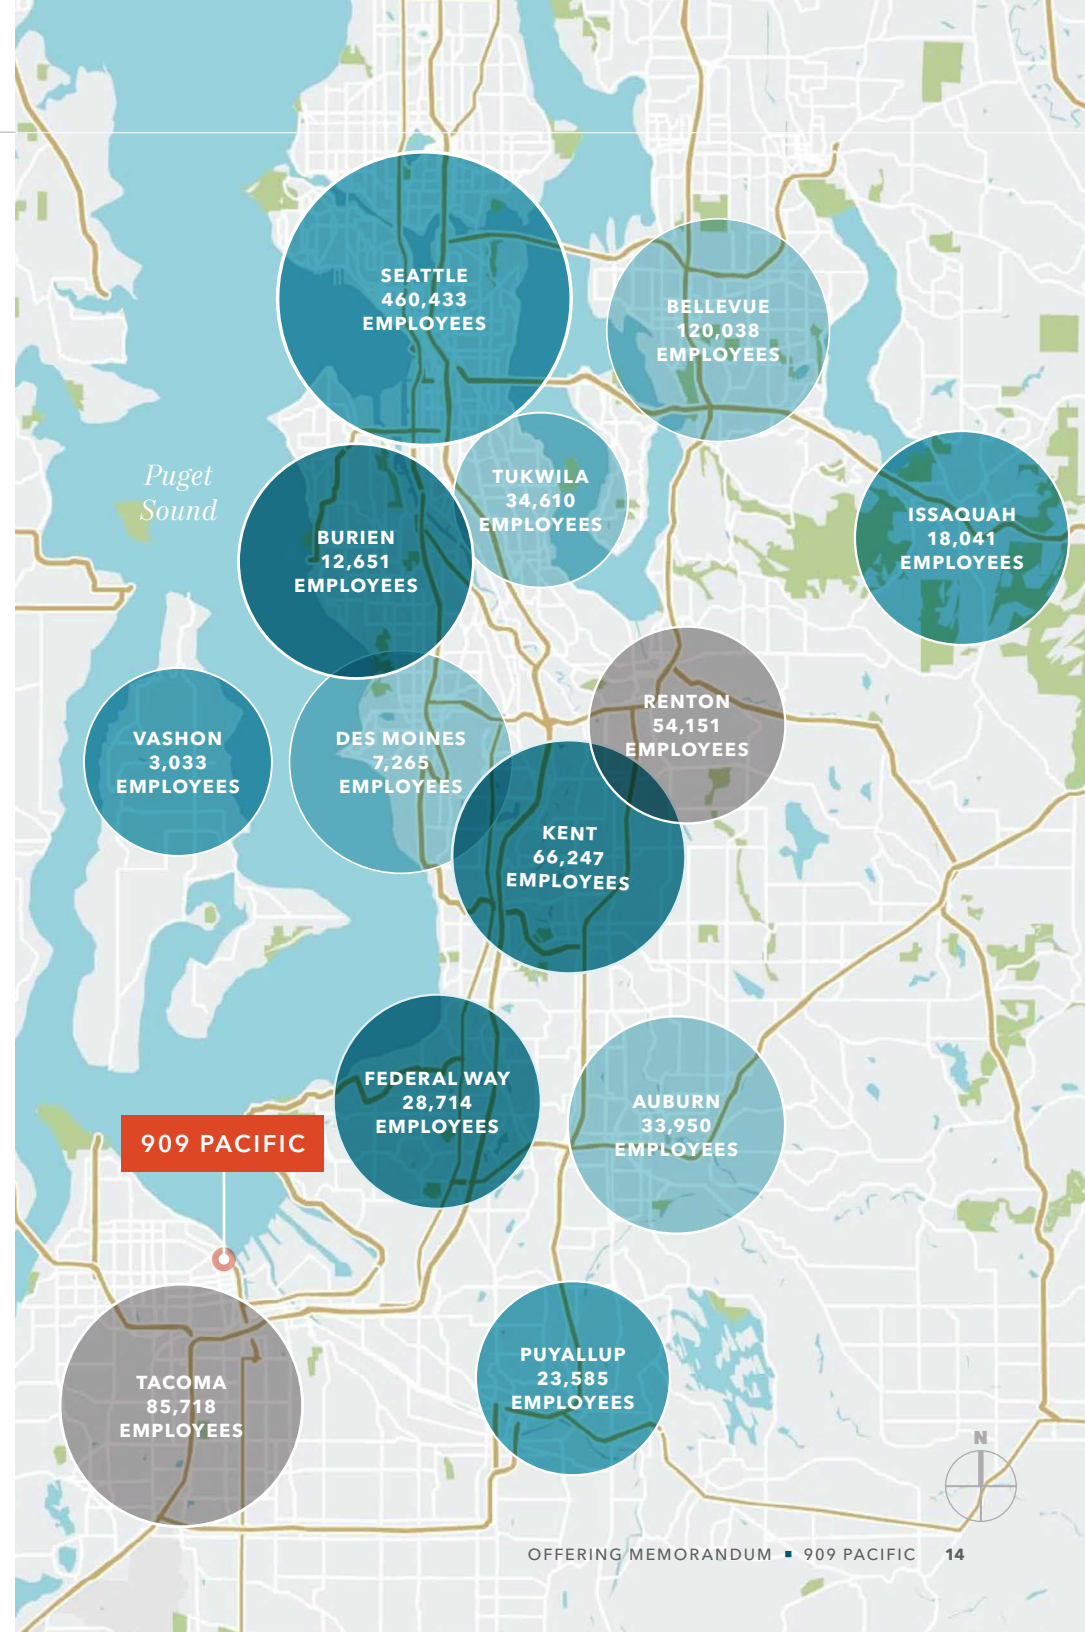 SEATTLE
460,433
EMPLOYEES
BELLEVUE
120,038
EMPLOYEES
Puget
Sound
TUKWILA
34,610
EMPLOYEES
BURIEN
12,651
EMPLOYEES
ISSAQUAH
18,041
EMPLOYEES
RENTON
54,151
EMPLOYEES
VASHON
3,033
EMPLOYEES
DES MOINES
7,265
EMPLOYEES
KENT
66,247
EMPLOYEES
FEDERAL WAY
28,714
EMPLOYEES
AUBURN
33,950
EMPLOYEES
909 PACIFIC
PUYALLUP
23,585
EMPLOYEES
TACOMA
85,718
EMPLOYEES
N
OFFERING MEMORANDUM ▪ 909 PACIFIC 14